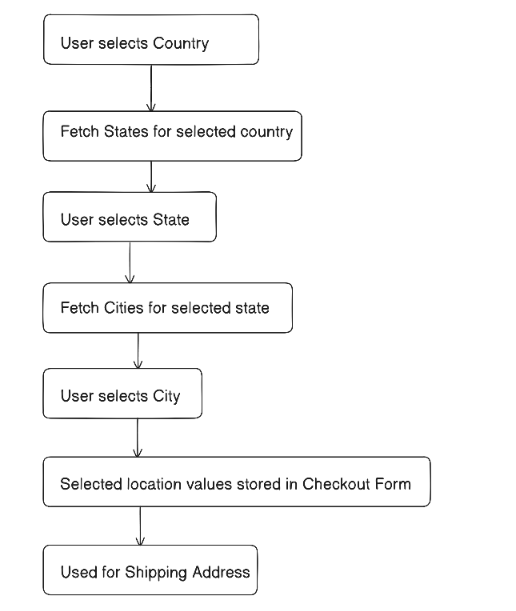 User selects Country
Fetch States for selected country
User selects State
Fetch Cities for selected state
User selects City
Selected location values stored in Checkout Form
Used for Shipping Address